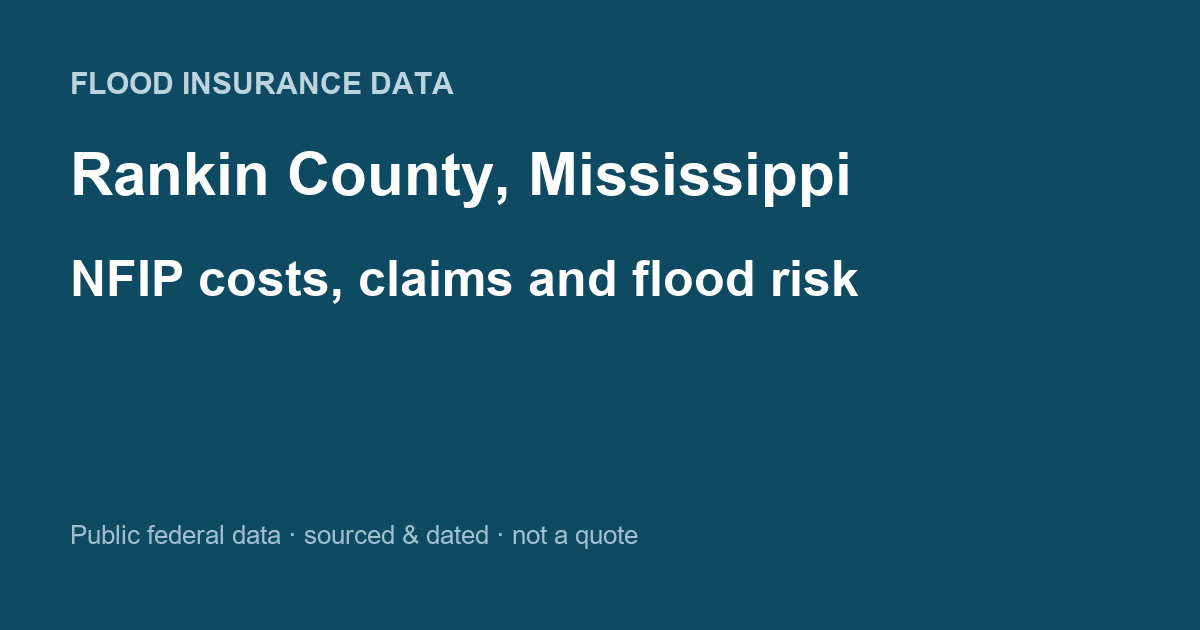 FLOOD INSURANCE DATA
Rankin County, Mississippi
NFIP costs, claims and flood risk
Public federal data · sourced & dated · not a quote